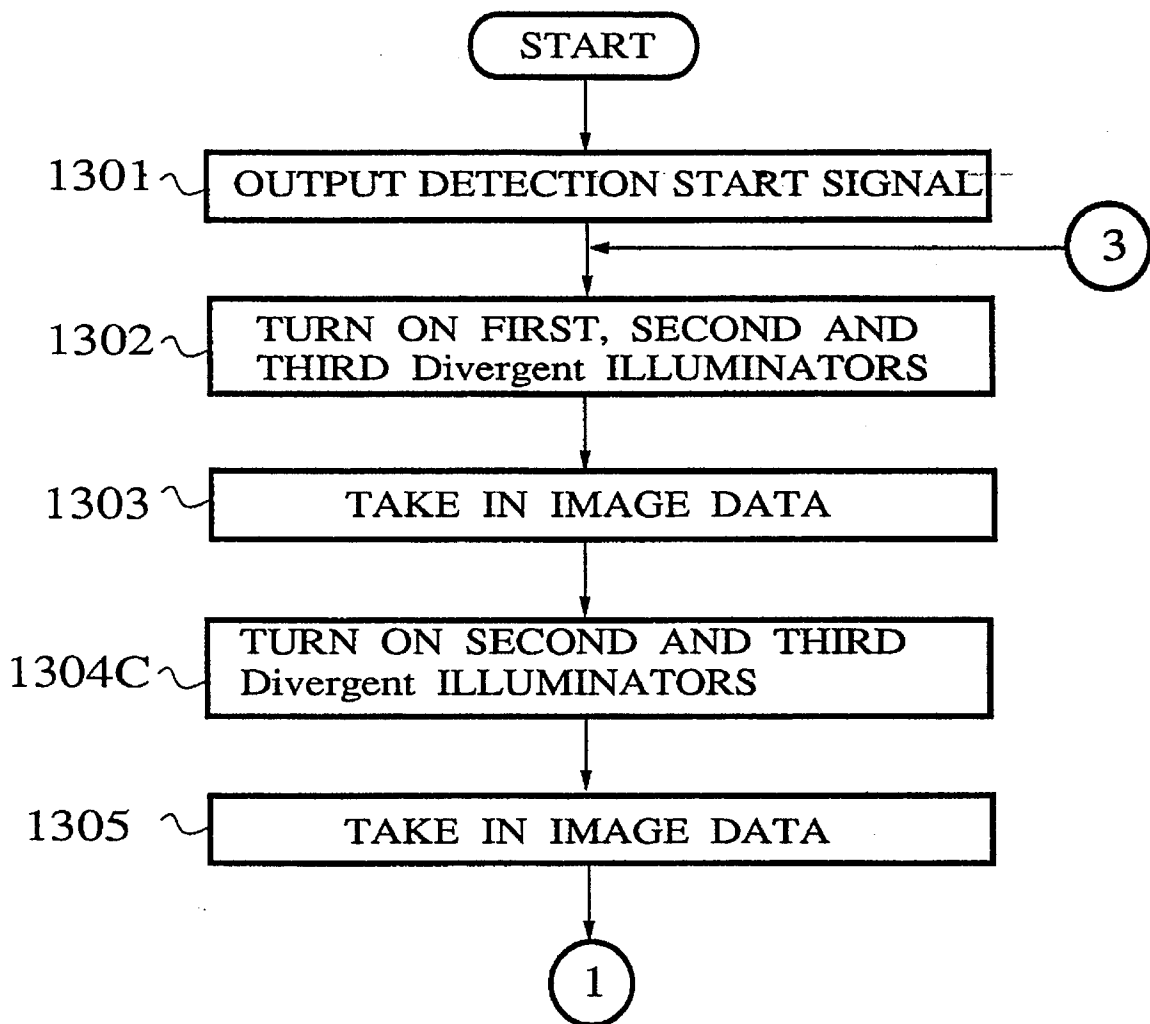 START
1301
OUTPUT DETECTION START SIGNAL
3
1302
TURN ON FIRST, SECOND AND
THIRD Divergent ILLUMINATORS
1303
TAKE IN IMAGE DATA
1304C
TURN ON SECOND AND THIRD
Divergent ILLUMINATORS
1305
TAKE IN IMAGE DATA
1